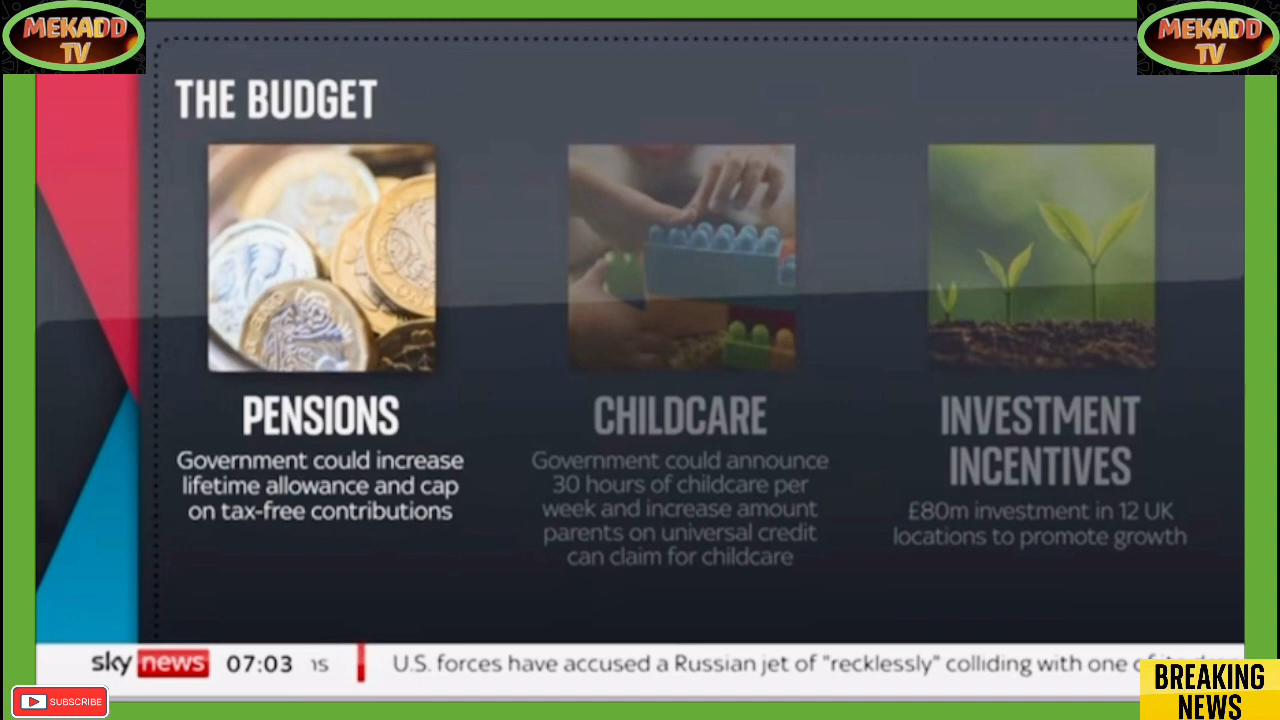 MEKADD
TV
MEKADD
TV
THE BUDGET
PENSIONS
Government could increase
lifetime allowance and cap
on tax-free contributions
CHILDCARE
Government could announce
30 hours of childcare per
week and increase amount
parents on universal credit
can claim for childcare
INVESTMENT
INCENTIVES
£80m investment in 12 UK
locations to promote growth
sky news 07:03 U.S. forces have accused a Russian jet of "recklessly" colliding with one
SUBSCRIBE
BREAKING
NEWS